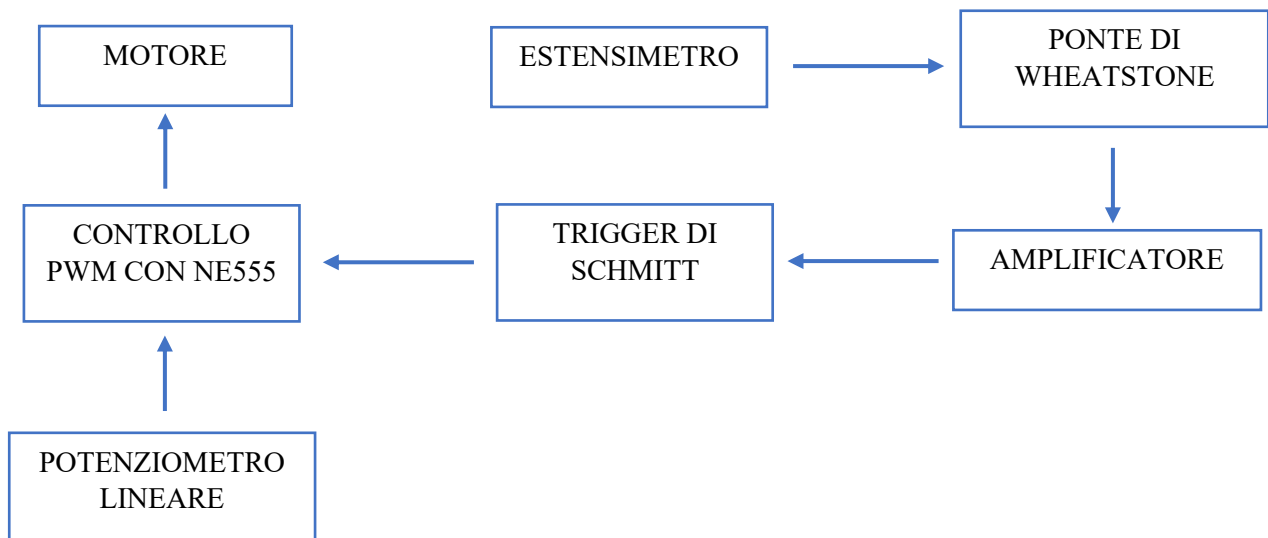 MOTORE
ESTENSIMETRO
PONTE DI
WHEATSTONE
CONTROLLO
PWM CON NE555
TRIGGER DI
SCHMITT
AMPLIFICATORE
POTENZIOMETRO
LINEARE